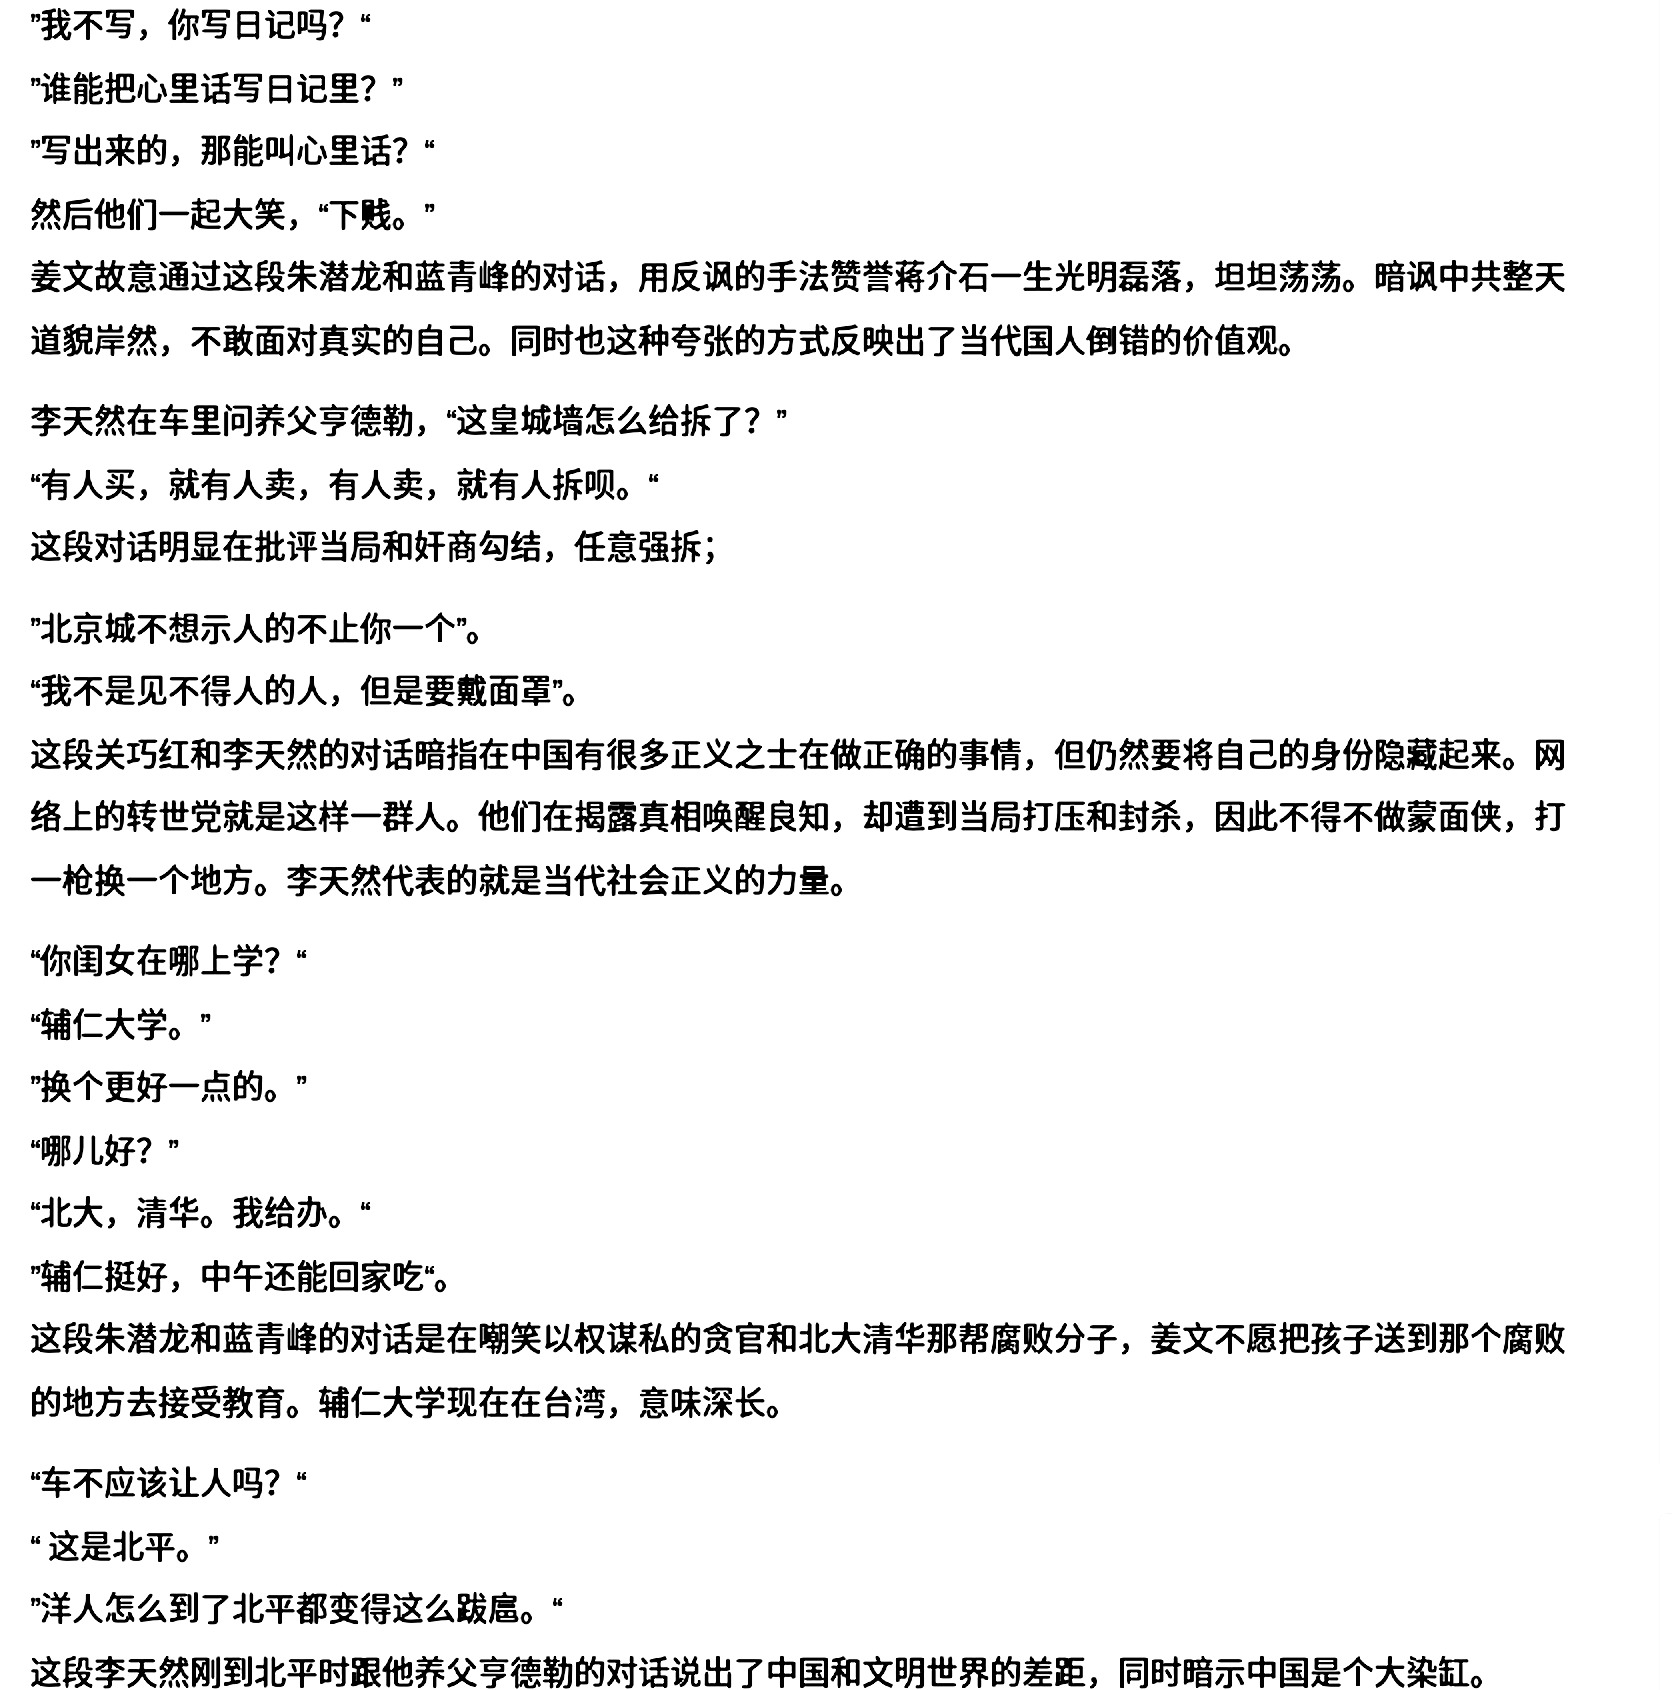 ”我不写，你写日记吗？“
”谁能把心里话写日记里？”
”写出来的，那能叫心里话？“
然后他们一起大笑，“下贱。”
姜文故意通过这段朱潜龙和蓝青峰的对话，用反讽的手法赞誉蒋介石一生光明磊落，坦坦荡荡。暗讽中共整天
道貌岸然，不敢面对真实的自己。同时也这种夸张的方式反映出了当代国人倒错的价值观。
李天然在车里问养父亨德勒，“这皇城墙怎么给拆了？”
“有人买，就有人卖，有人卖，就有人拆呗。“
这段对话明显在批评当局和奸商勾结，任意强拆；
”北京城不想示人的不止你一个”。
“我不是见不得人的人，但是要戴面罩”。
这段关巧红和李天然的对话暗指在中国有很多正义之士在做正确的事情，但仍然要将自己的身份隐藏起来。网
络上的转世党就是这样一群人。他们在揭露真相唤醒良知，却遭到当局打压和封杀，因此不得不做蒙面侠，打
一枪换一个地方。李天然代表的就是当代社会正义的力量。
“你闺女在哪上学？“
“辅仁大学。”
”换个更好一点的。”
“哪儿好？”
“北大，清华。我给办。“
”辅仁挺好，中午还能回家吃“。
这段朱潜龙和蓝青峰的对话是在嘲笑以权谋私的贪官和北大清华那帮腐败分子，姜文不愿把孩子送到那个腐败
的地方去接受教育。辅仁大学现在在台湾，意味深长。
“车不应该让人吗？“
“ 这是北平。”
”洋人怎么到了北平都变得这么跋扈。“
这段李天然刚到北平时跟他养父亨德勒的对话说出了中国和文明世界的差距，同时暗示中国是个大染缸。